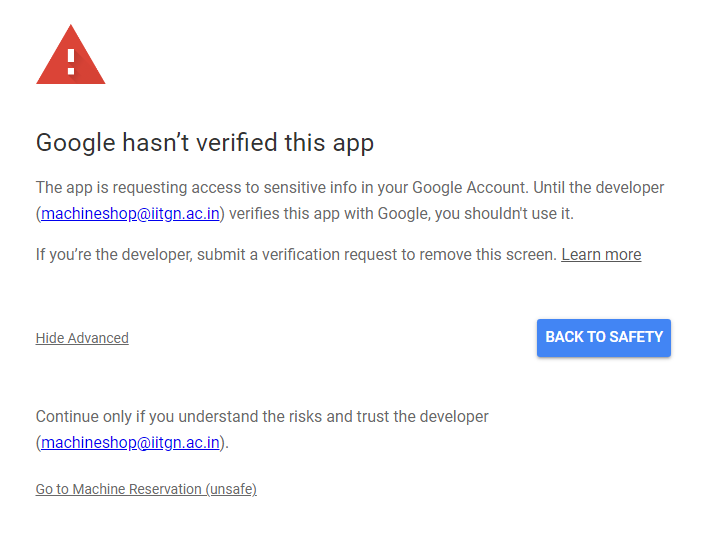 Google hasn’t verified this app
The app is requesting access to sensitive info in your Google Account. Until the developer
(machineshop@iitgn.ac.in) verifies this app with Google, you shouldn't use it.
If you’re the developer, submit a verification request to remove this screen. Learn more
Hide Advanced
BACK TO SAFETY
Continue only if you understand the risks and trust the developer
(machineshop@iitgn.ac.in).
Go to Machine Reservation (unsafe)